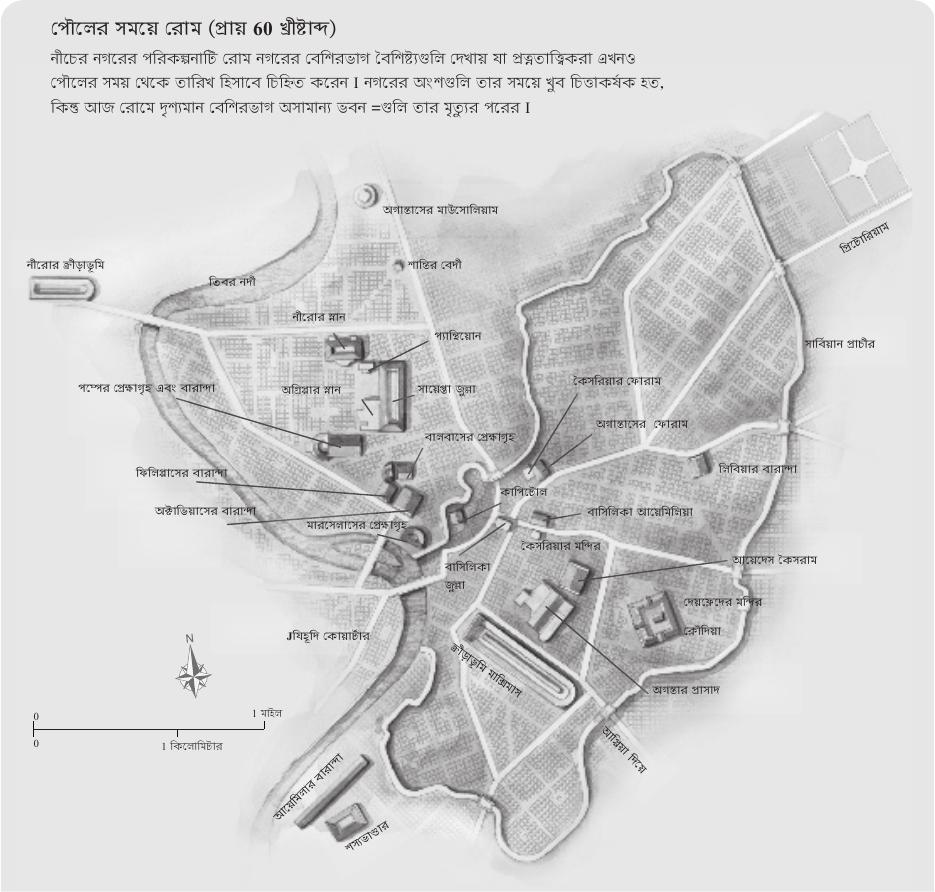 পৌলের সময়ে রোম (প্রায় 60 খ্রীষ্টাব্দ)
নীচের নগরের পরিকল্পনাটি রোম নগরের বেশিরভাগ বৈশিষ্ট্যগুলি দেখায় যা প্রত্নতাত্ত্বিকরা এখনও
পৌলের সময় থেকে তারিখ হিসাবে চিহ্নিত করেন I নগরের অংশগুলি তার সময়ে খুব চিত্তাকর্ষক হত,
কিন্তু আজ রোমে দৃশ্যমান বেশিরভাগ অসামান্য ভবন =গুলি তার মৃত্যুর পরের I
অগাস্তাসের মাউসোলিয়াম
প্রিটোরিয়াম
নীরোর ক্রীড়াভূমি
শান্তির বেদী
তিবর নদী
নীরোর স্নান
প্যান্থিয়োন
সার্বিয়ান প্রাচীর
পম্পের প্রেক্ষাগৃহ এবং বারান্দা
অগ্রিপ্পার স্নান
সায়েপ্তা জুল্লা
কৈসরিয়ার ফোরাম
অগাস্তাসের ফোরাম
বালবাসের প্রেক্ষাগৃহ
লিবিয়ার বারান্দা
ফিলিপ্পাসের বারান্দা
কাপিটোল
অক্টাভিয়াসের বারান্দা
বাসিলিকা আয়েমিলিয়া
মারসেলাসের প্রেক্ষাগৃহ
কৈসরিয়ার মন্দির
বাসিলিকা
জুল্লা
আয়েদেস কৈসরাম
দেয়ফেদের মন্দির
ক্লৌদিয়া
Jযিহূদি কোয়ার্টার
N
ক্রীড়াভূমি মাক্সিমাস
অগস্তার প্রাসাদ
0
1 মাইল
0
1 কিলোমিটার
আপ্পিয়া দিয়ে
আয়েমিলার বারান্দা
শস্যভাণ্ডার